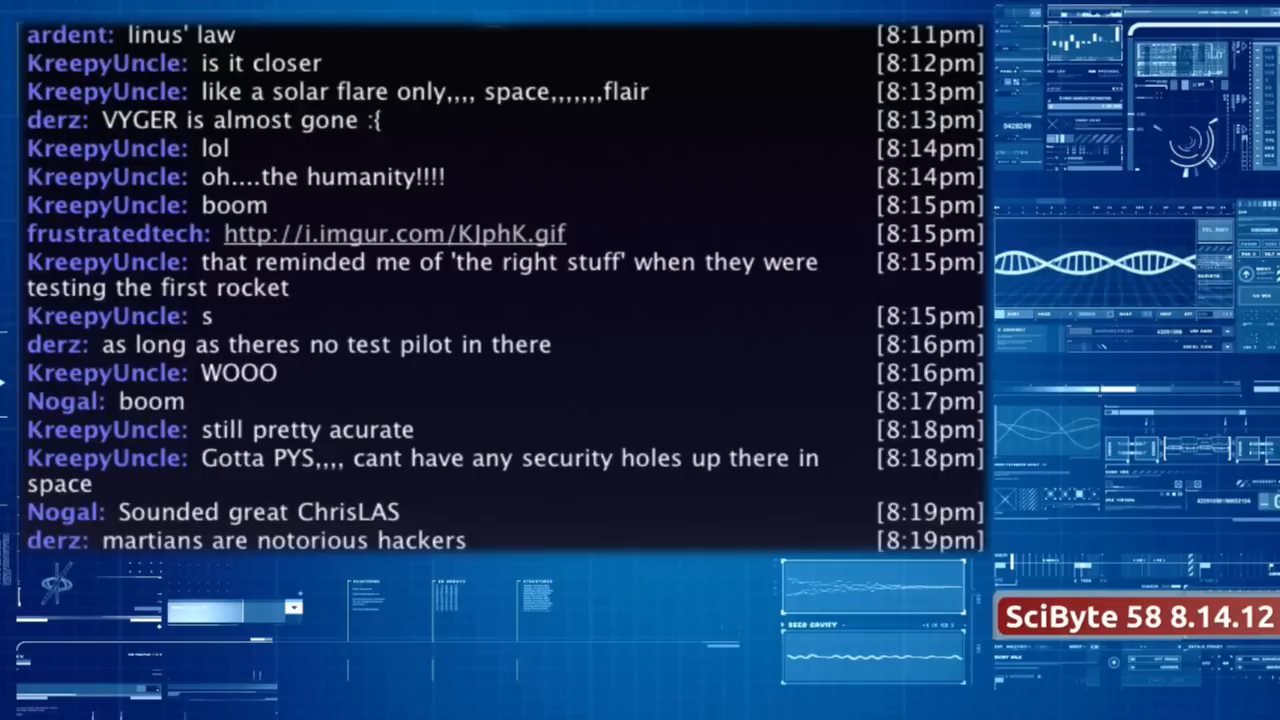 ardent: linus' law [8:11pm]
KreepyUncle: is it closer [8:12pm]
KreepyUncle: like a solar flare only,,,, space,,,,,,,flair [8:13pm]
derz: VYGER is almost gone :{ [8:13pm]
KreepyUncle: lol [8:14pm]
KreepyUncle: oh....the humanity!!!! [8:14pm]
KreepyUncle: boom [8:15pm]
frustratedtech: http://i.imgur.com/KJphK.gif [8:15pm]
KreepyUncle: that reminded me of 'the right stuff' when they were [8:15pm]
testing the first rocket
KreepyUncle: s [8:15pm]
derz: as long as theres no test pilot in there [8:16pm]
KreepyUncle: WOOO [8:16pm]
Nogal: boom [8:17pm]
KreepyUncle: still pretty acurate [8:18pm]
KreepyUncle: Gotta PYS,,,, cant have any security holes up there in [8:18pm]
space
Nogal: Sounded great ChrisLAS [8:19pm]
derz: martians are notorious hackers [8:19pm]
9428249
SciByte 58 8.14.12